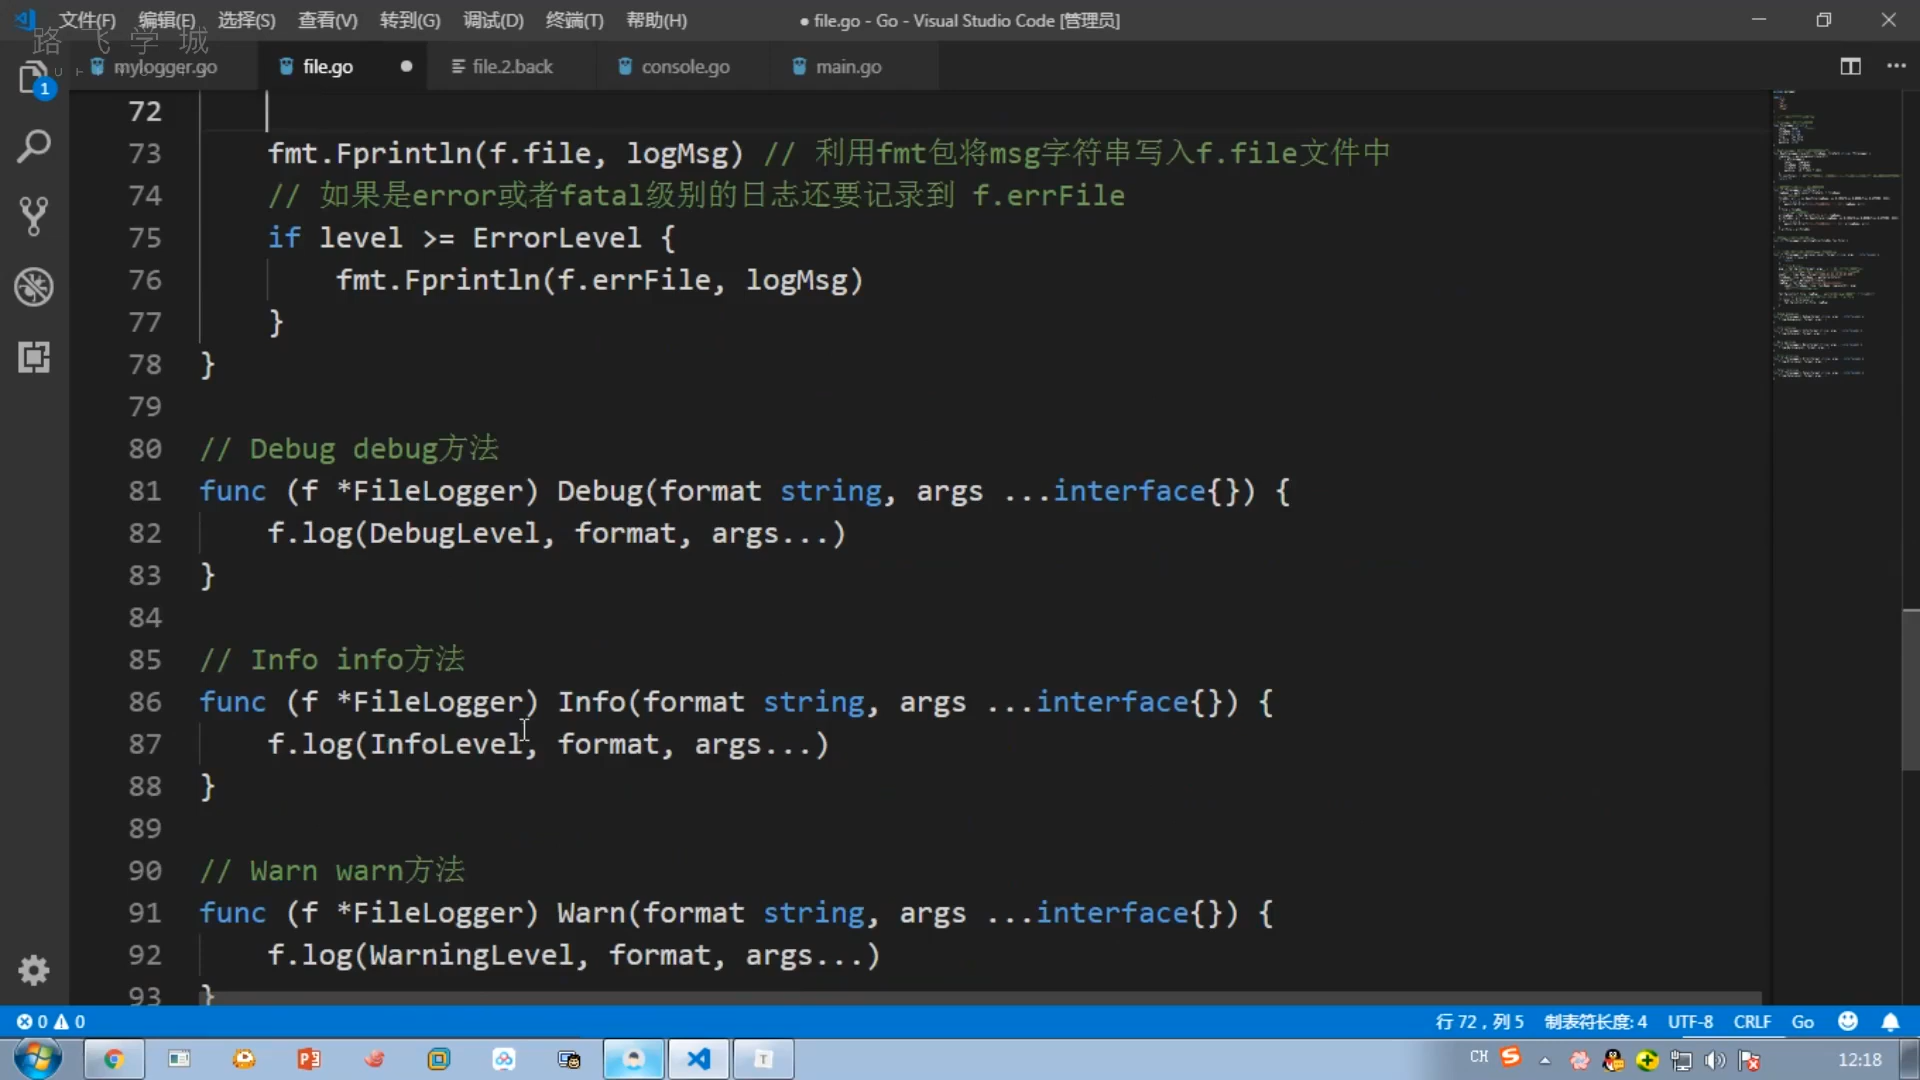 文件(F) 编辑(E) 选择(S) 查看(V) 转到(G) 调试(D) 终端(T) 帮助(H) ● file.go - Go - Visual Studio Code [管理员]
路飞学城
mylogger.go file.go file.2.back console.go main.go
1
72
73 fmt.Fprintln(f.file, logMsg) // 利用fmt包将msg字符串写入f.file文件中
74 // 如果是error或者fatal级别的日志还要记录到 f.errFile
75 if level >= ErrorLevel {
76 fmt.Fprintln(f.errFile, logMsg)
77 }
78 }
79
80 // Debug debug方法
81 func (f *FileLogger) Debug(format string, args ...interface{}) {
82 f.log(DebugLevel, format, args...)
83 }
84
85 // Info info方法
86 func (f *FileLogger) Info(format string, args ...interface{}) {
87 f.log(InfoLevel, format, args...)
88 }
89
90 // Warn warn方法
91 func (f *FileLogger) Warn(format string, args ...interface{}) {
92 f.log(WarningLevel, format, args...)
93 }
0 0 行 72，列 5 制表符长度: 4 UTF-8 CRLF Go
CH 12:18